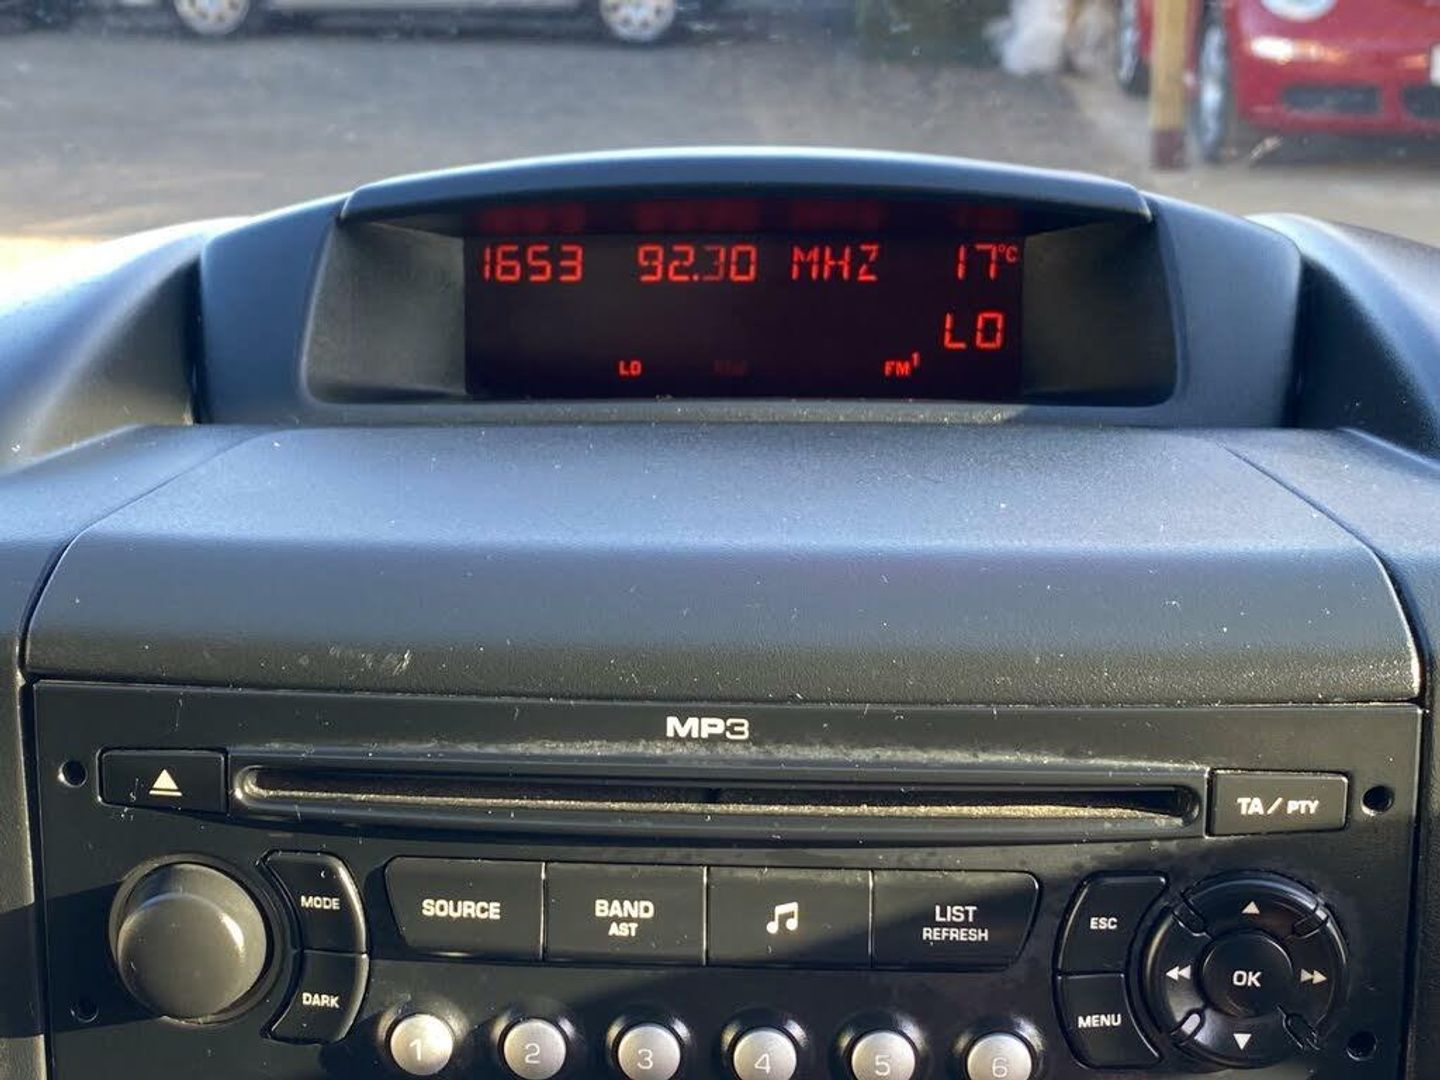 1653 92.30 MHZ 17°C
LO
LO FM1
MP3
TA / PTY
MODE
SOURCE
BAND
AST
LIST
REFRESH
ESC
OK
DARK
MENU
1 2 3 4 5 6